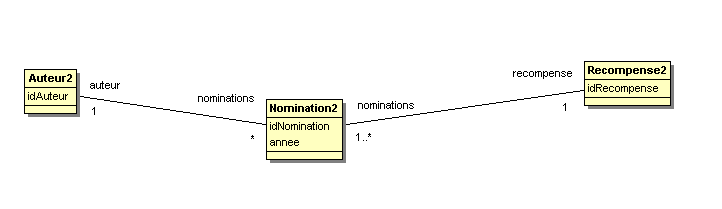 Auteur2
idAuteur
auteur
1
nominations
*
Nomination2
idNomination
annee
nominations
1..*
recompense
1
Recompense2
idRecompense